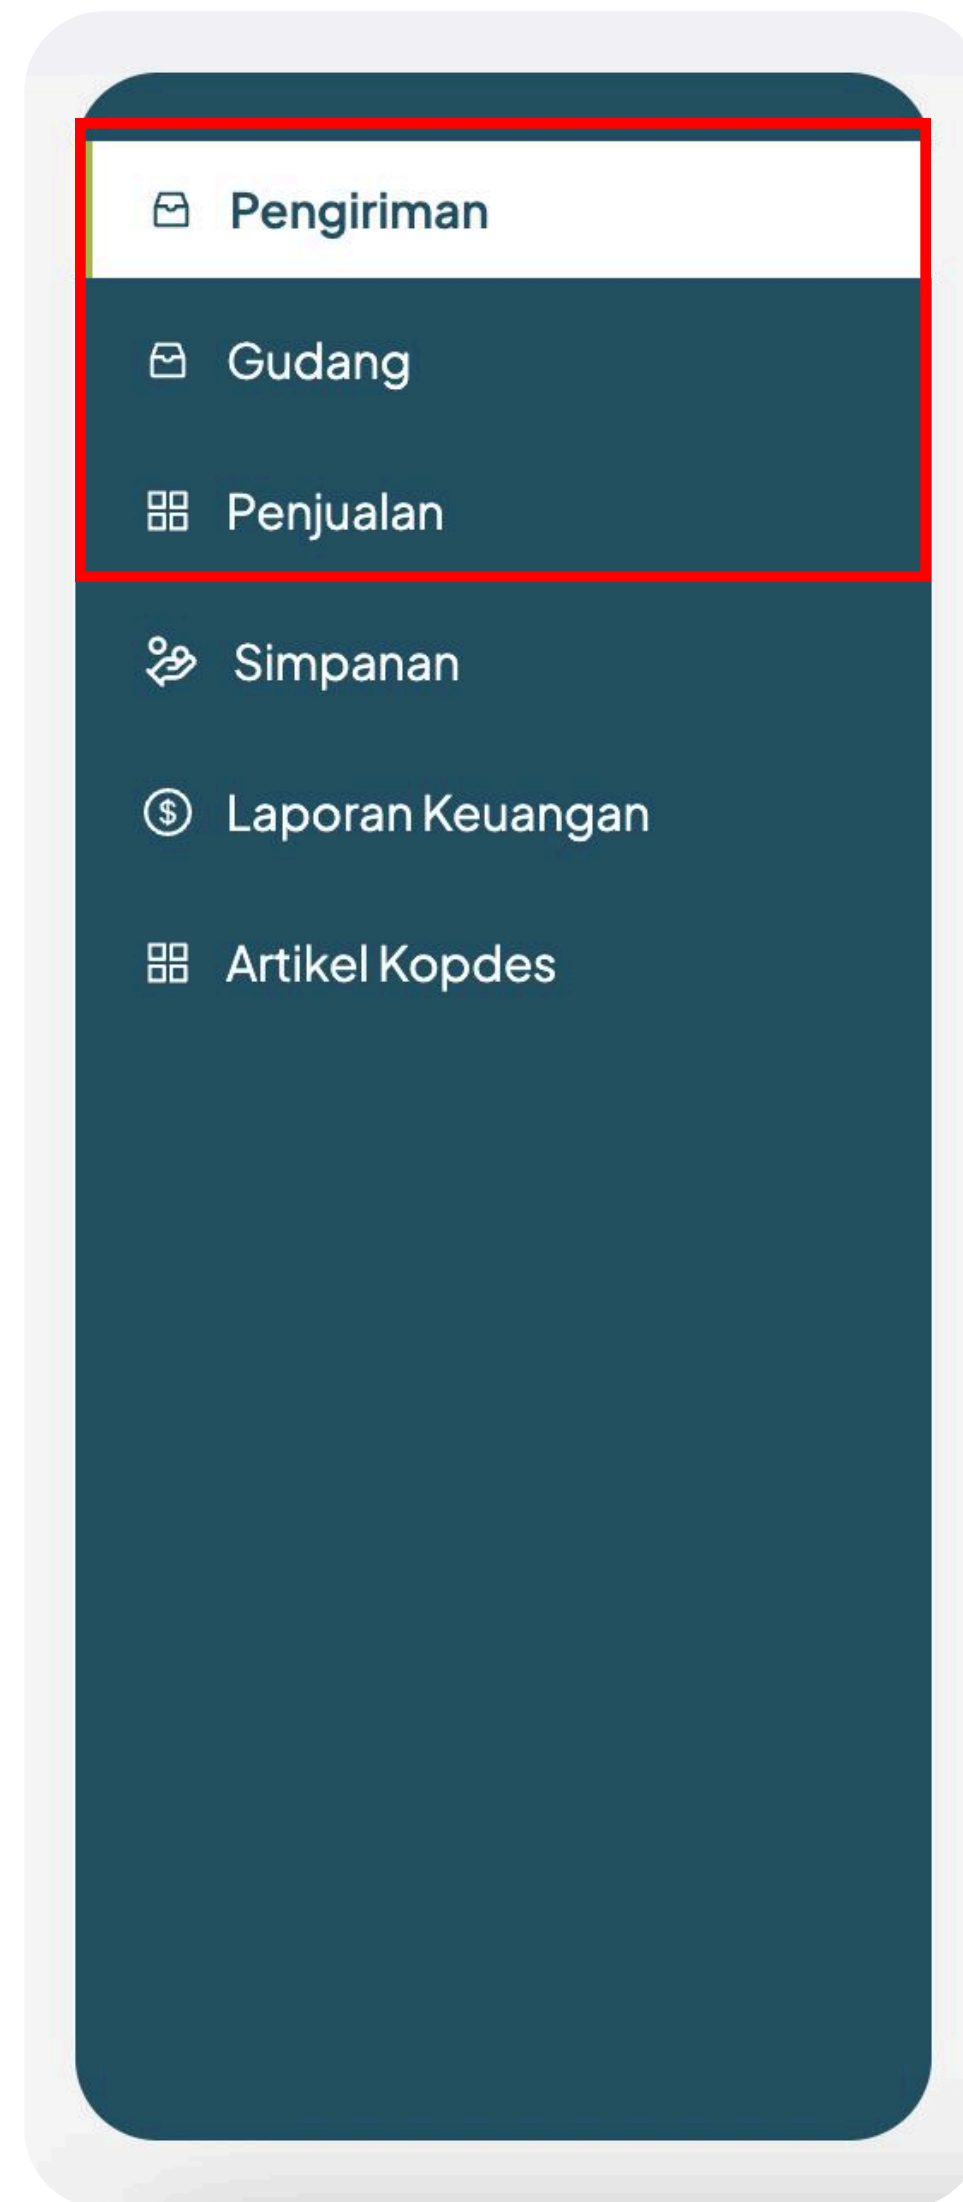 Pengiriman
Gudang
Penjualan
Simpanan
Laporan Keuangan
Artikel Kopdes